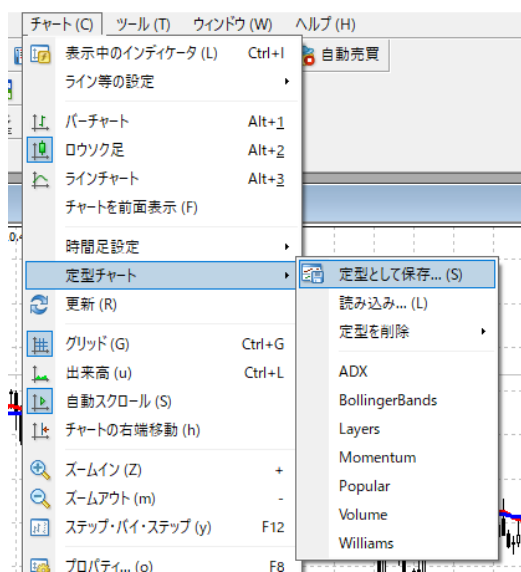 チャート (C) ツール (T) ウィンドウ (W) ヘルプ (H)
表示中のインディケータ (L) Ctrl+I
自動売買
ライン等の設定
バーチャート Alt+1
ロウソク足 Alt+2
ラインチャート Alt+3
チャートを前面表示 (F)
時間足設定
定型チャート
定型として保存... (S)
更新 (R)
読み込み... (L)
定型を削除
グリッド (G) Ctrl+G
出来高 (u) Ctrl+L
ADX
自動スクロール (S)
BollingerBands
チャートの右端移動 (h)
Layers
ズームイン (Z) +
Momentum
ズームアウト (m) -
Popular
ステップ・バイ・ステップ (y) F12
Volume
Williams
プロパティ... (o) F8